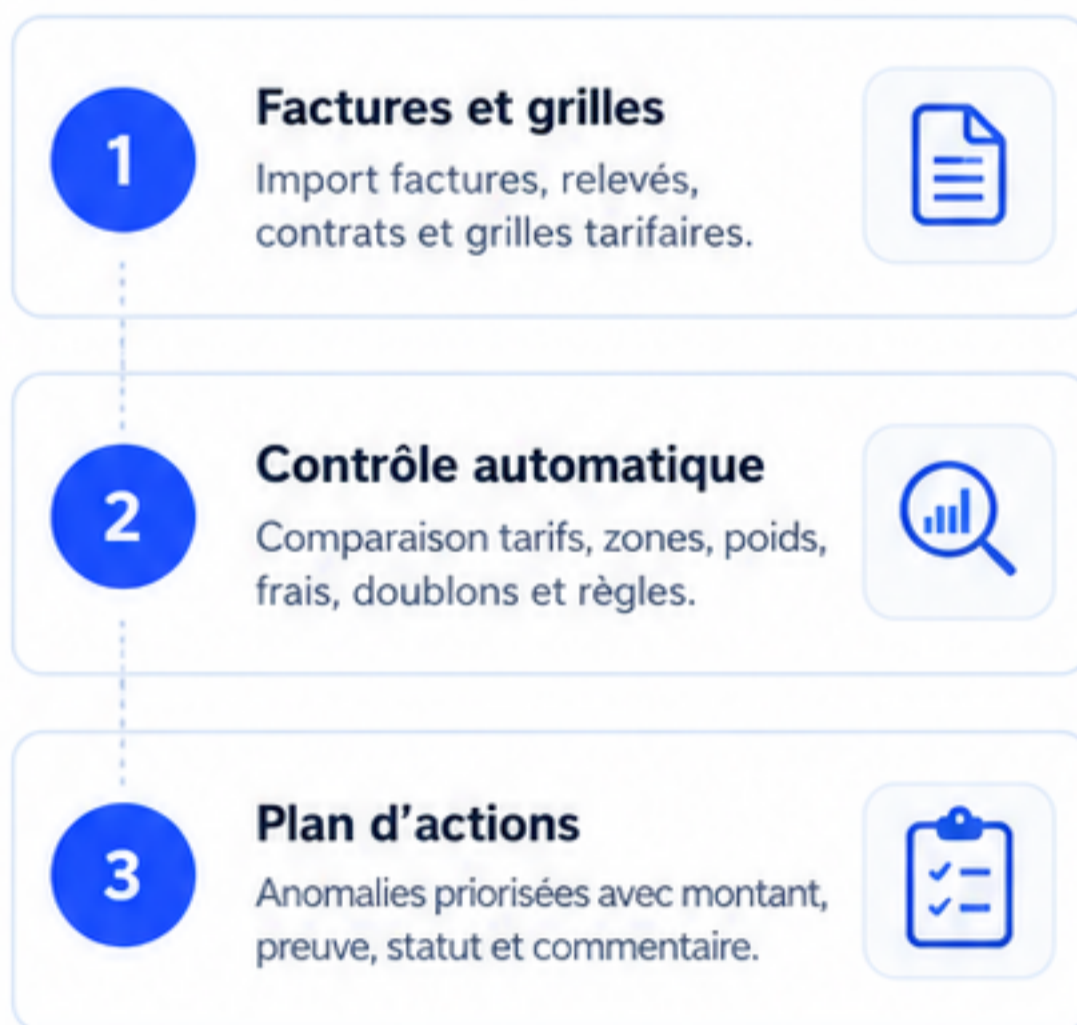 1
Factures et grilles
Import factures, relevés,
contrats et grilles tarifaires.
2
Contrôle automatique
Comparaison tarifs, zones, poids,
frais, doublons et règles.
3
Plan d’actions
Anomalies priorisées avec montant,
preuve, statut et commentaire.